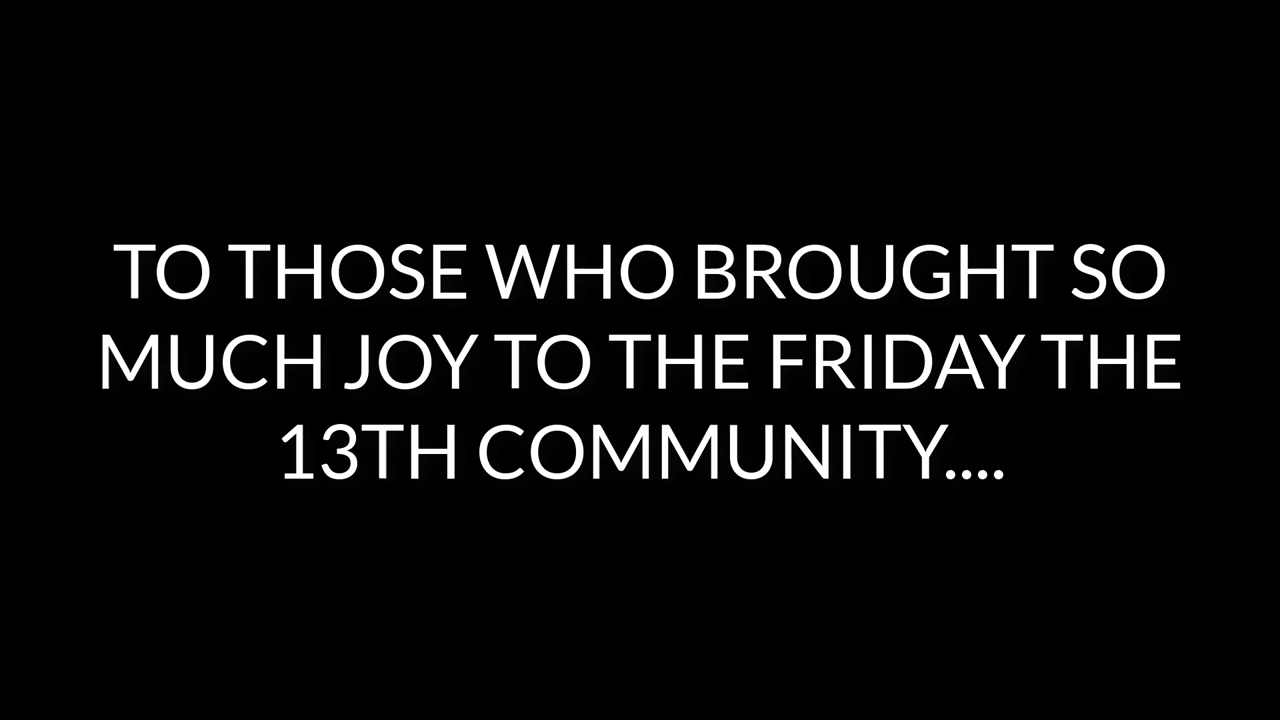 TO THOSE WHO BROUGHT SO
MUCH JOY TO THE FRIDAY THE
13TH COMMUNITY....